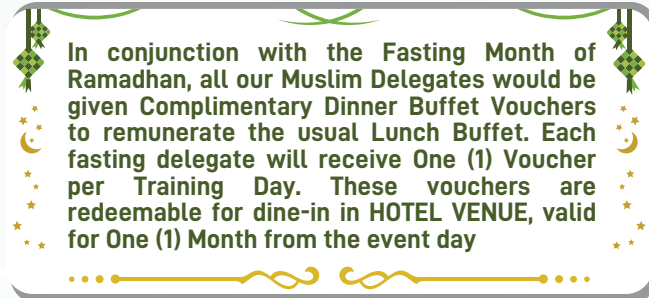 In conjunction with the Fasting Month of
Ramadhan, all our Muslim Delegates would be
given Complimentary Dinner Buffet Vouchers
to remunerate the usual Lunch Buffet. Each
fasting delegate will receive One (1) Voucher
per Training Day. These vouchers are
redeemable for dine-in in HOTEL VENUE, valid
for One (1) Month from the event day